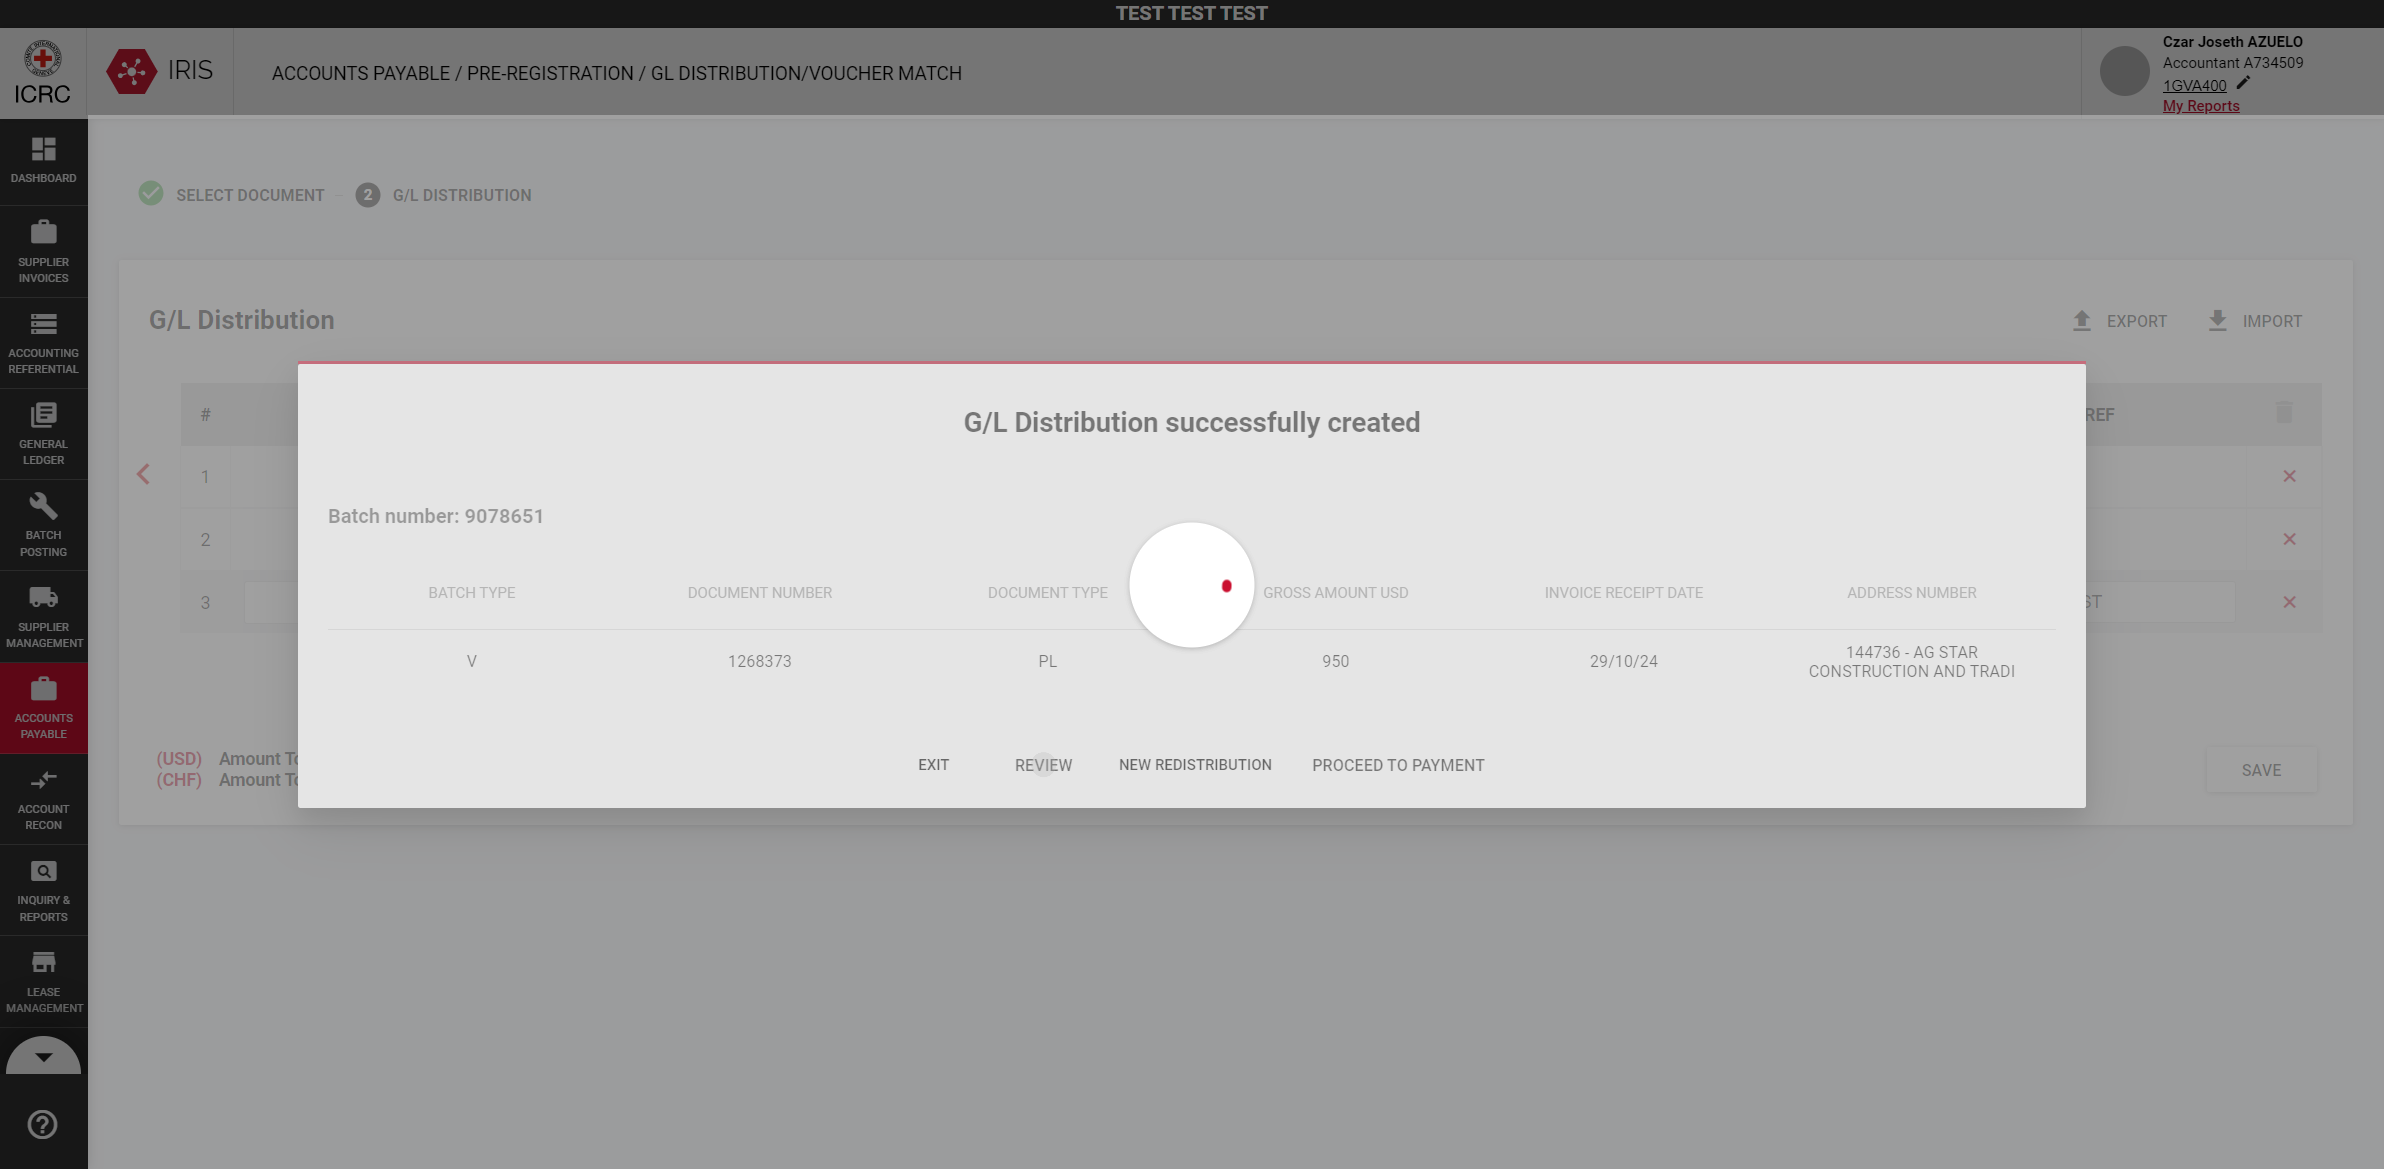 TEST TEST TEST
ICRC
IRIS
ACCOUNTS PAYABLE / PRE-REGISTRATION / GL DISTRIBUTION/VOUCHER MATCH
Czar Joseth AZUELO
Accountant A734509
1GVA400
My Reports
DASHBOARD
SUPPLIER
INVOICES
ACCOUNTING
REFERENTIAL
GENERAL
LEDGER
BATCH
POSTING
SUPPLIER
MANAGEMENT
ACCOUNTS
PAYABLE
ACCOUNT
RECON
INQUIRY &
REPORTS
LEASE
MANAGEMENT
SELECT DOCUMENT
2 G/L DISTRIBUTION
G/L Distribution
EXPORT IMPORT
# REF
1
2
3 ST
G/L Distribution successfully created
Batch number: 9078651
BATCH TYPE DOCUMENT NUMBER DOCUMENT TYPE GROSS AMOUNT USD INVOICE RECEIPT DATE ADDRESS NUMBER
V 1268373 PL 950 29/10/24 144736 - AG STAR
CONSTRUCTION AND TRADI
EXIT REVIEW NEW REDISTRIBUTION PROCEED TO PAYMENT
(USD) Amount To
(CHF) Amount To
SAVE